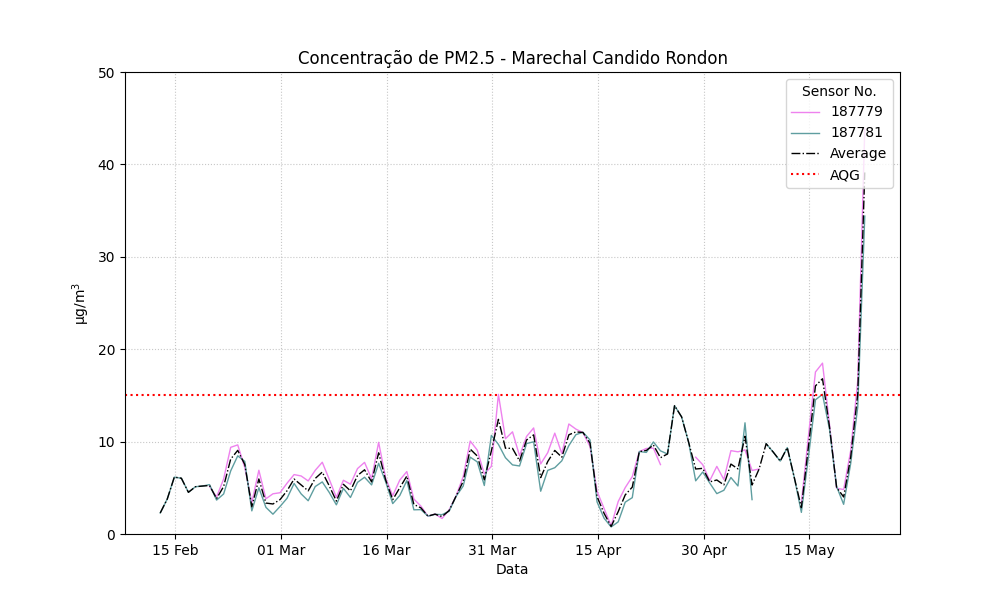 Concentração de PM2.5 - Marechal Candido Rondon
Sensor No.
187779
187781
Average
AQG
50
40
30
20
10
0
µg/m³
15 Feb
01 Mar
16 Mar
31 Mar
15 Apr
30 Apr
15 May
Data